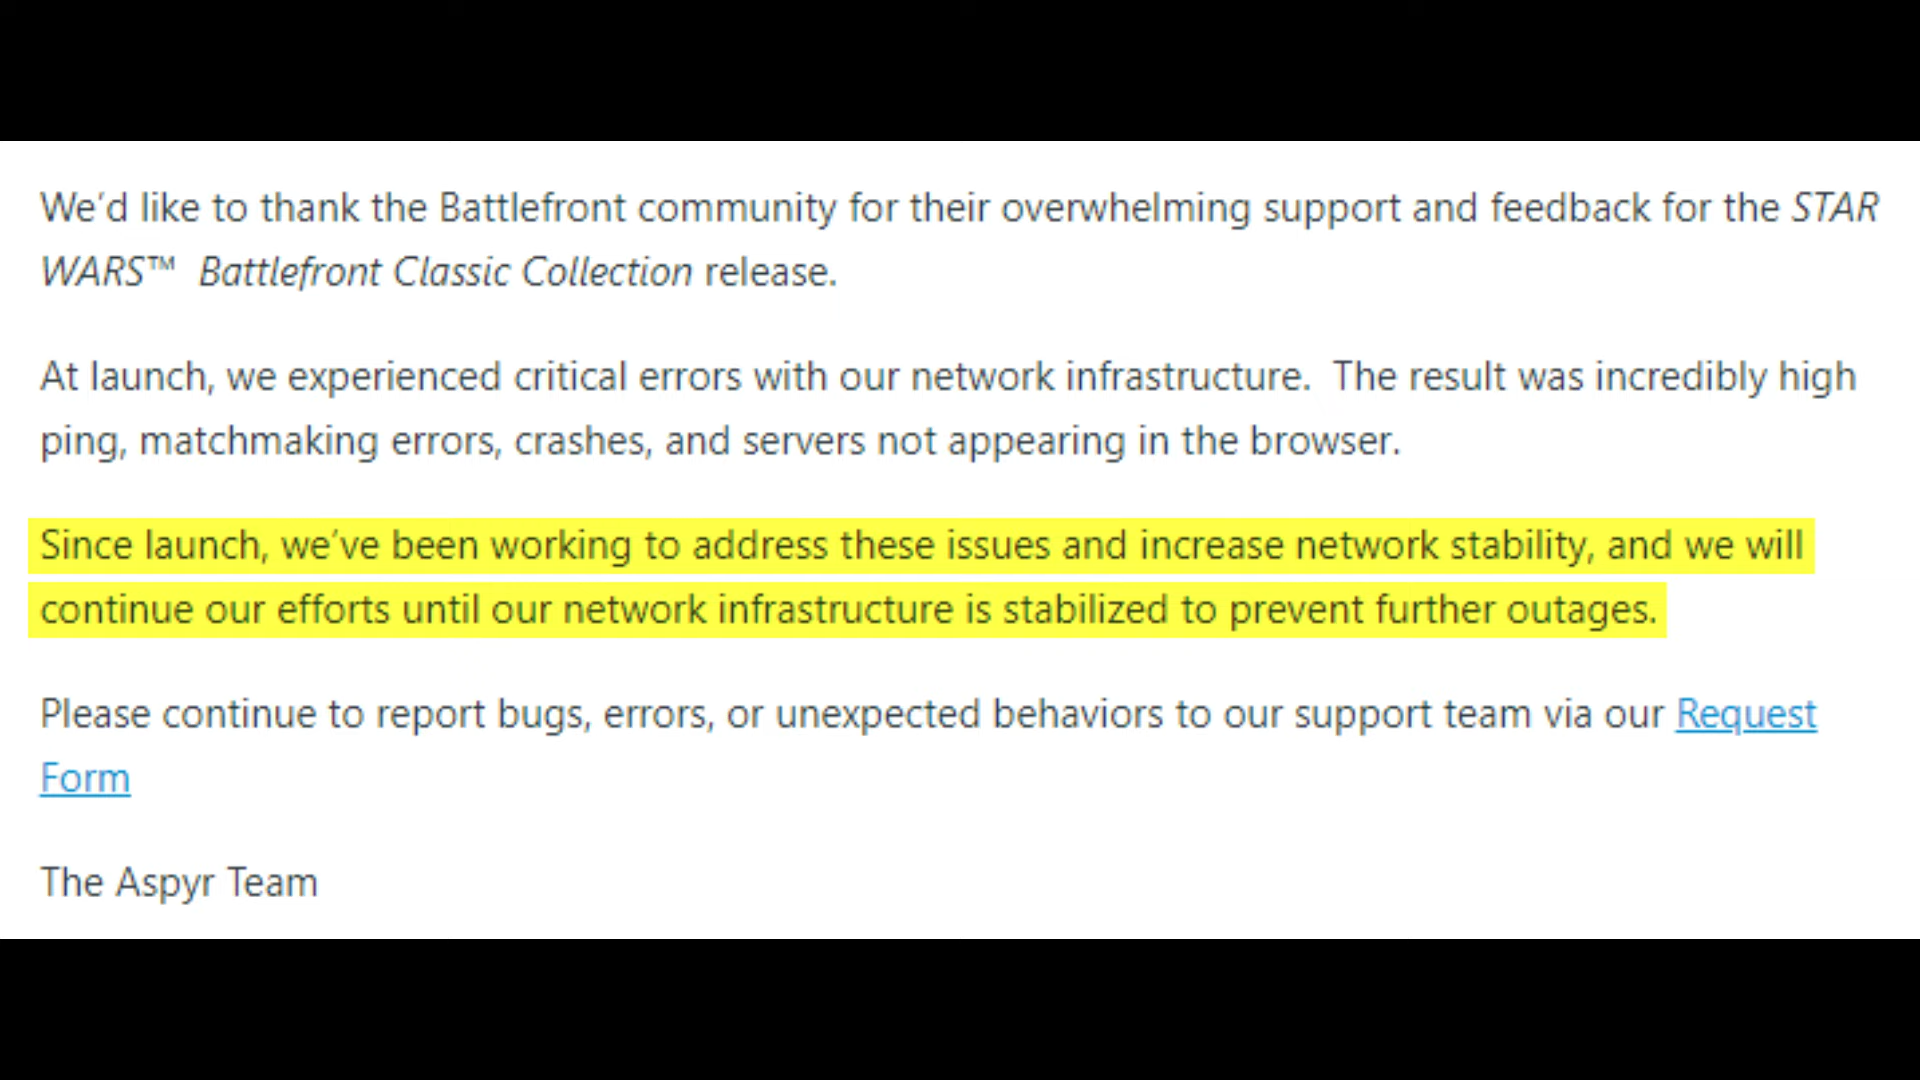 We'd like to thank the Battlefront community for their overwhelming support and feedback for the STAR
WARS™ Battlefront Classic Collection release.
At launch, we experienced critical errors with our network infrastructure. The result was incredibly high
ping, matchmaking errors, crashes, and servers not appearing in the browser.
Since launch, we've been working to address these issues and increase network stability, and we will
continue our efforts until our network infrastructure is stabilized to prevent further outages.
Please continue to report bugs, errors, or unexpected behaviors to our support team via our Request
Form
The Aspyr Team